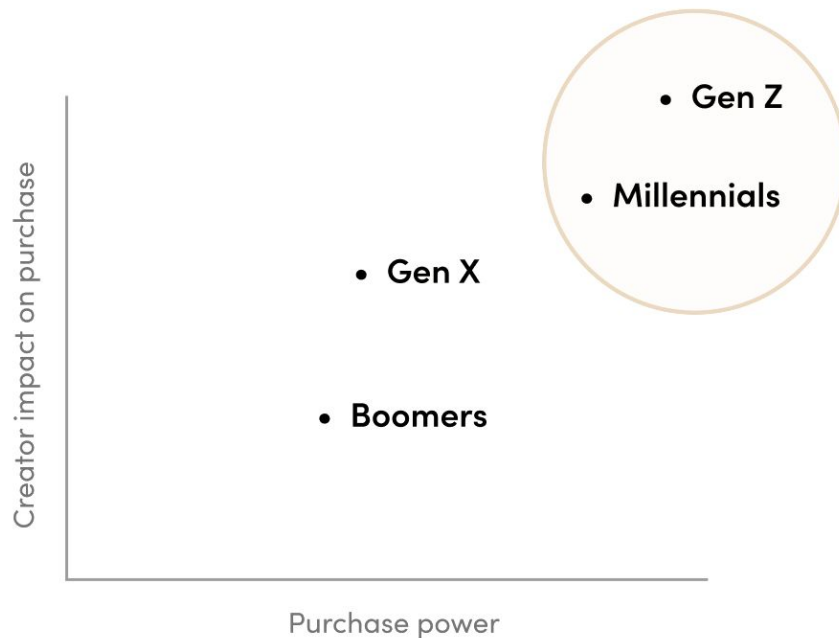 Gen Z
Millennials
Gen X
Boomers
Creator impact on purchase
Purchase power